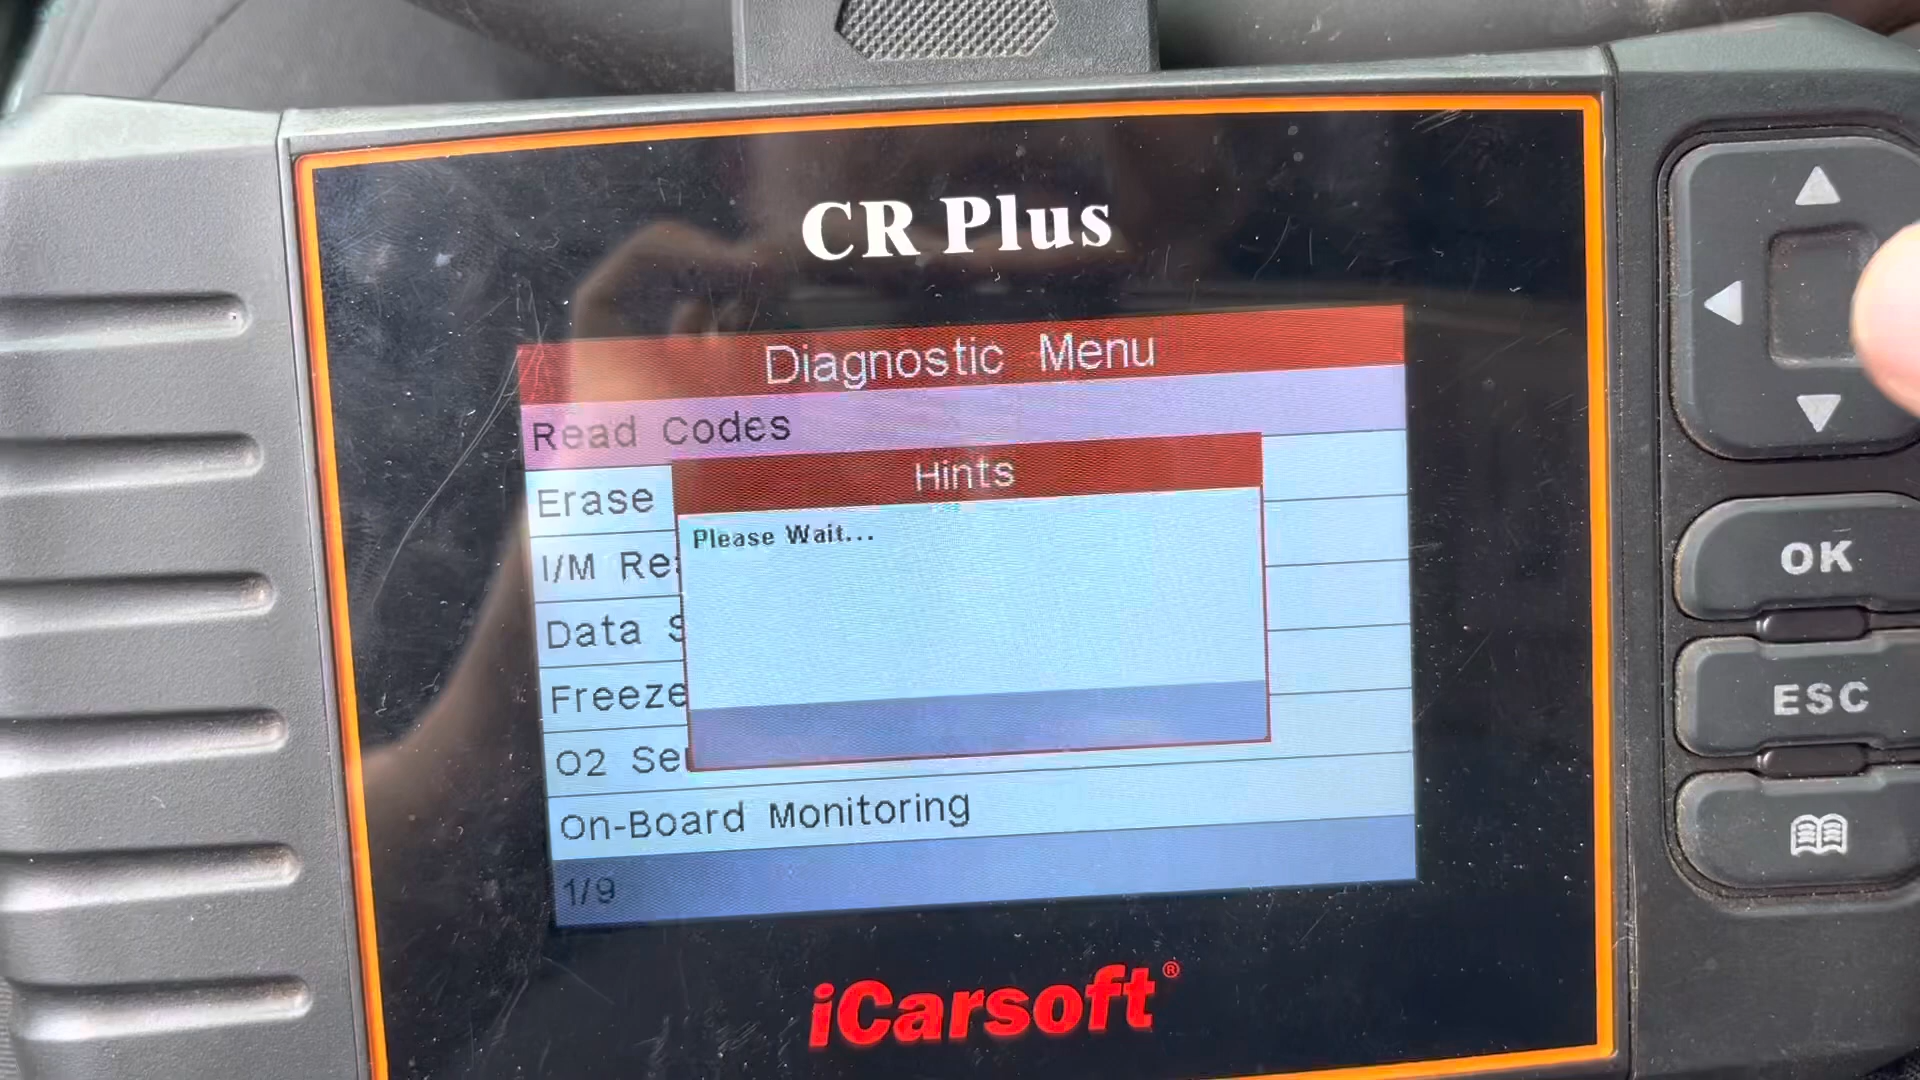 CR Plus
Diagnostic Menu
Read Codes
Hints
Erase
Please Wait...
I/M Re
Data S
Freeze
O2 Se
On-Board Monitoring
1/9
iCarsoft®
OK
ESC